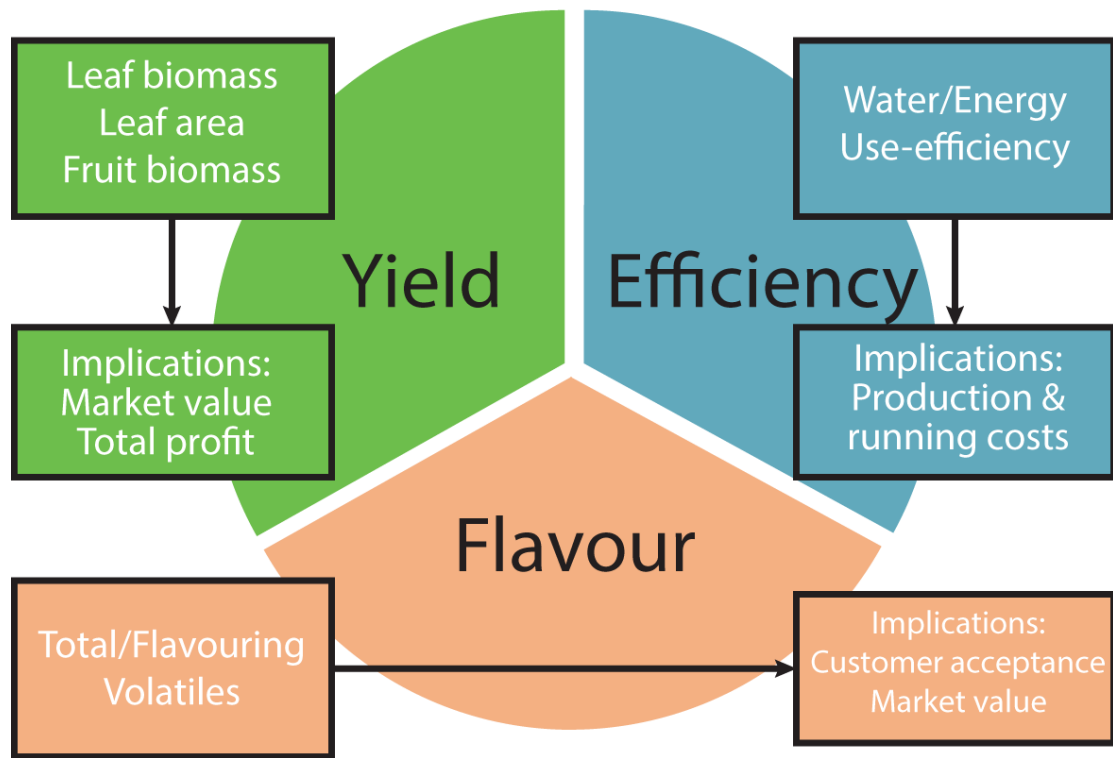 Leaf biomass
Leaf area
Fruit biomass
Water/Energy
Use-efficiency
Yield
Efficiency
Implications:
Market value
Total profit
Implications:
Production &
running costs
Flavour
Total/Flavouring
Volatiles
Implications:
Customer acceptance
Market value